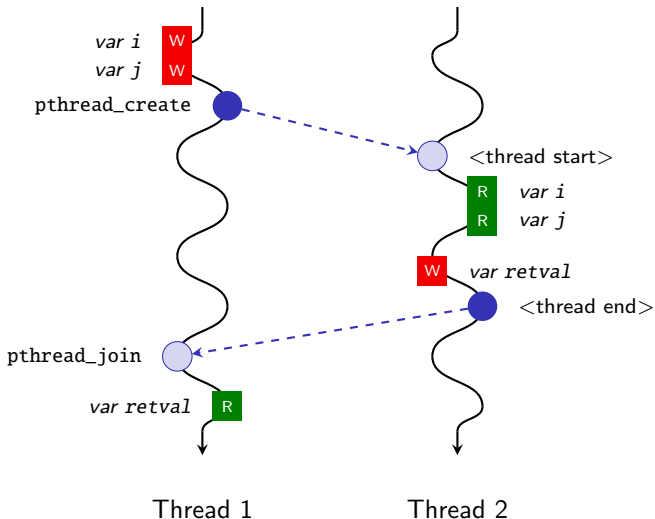 var i W
var j W
pthread_create
<thread start>
R var i
R var j
W var retval
<thread end>
pthread_join
var retval R
Thread 1 Thread 2